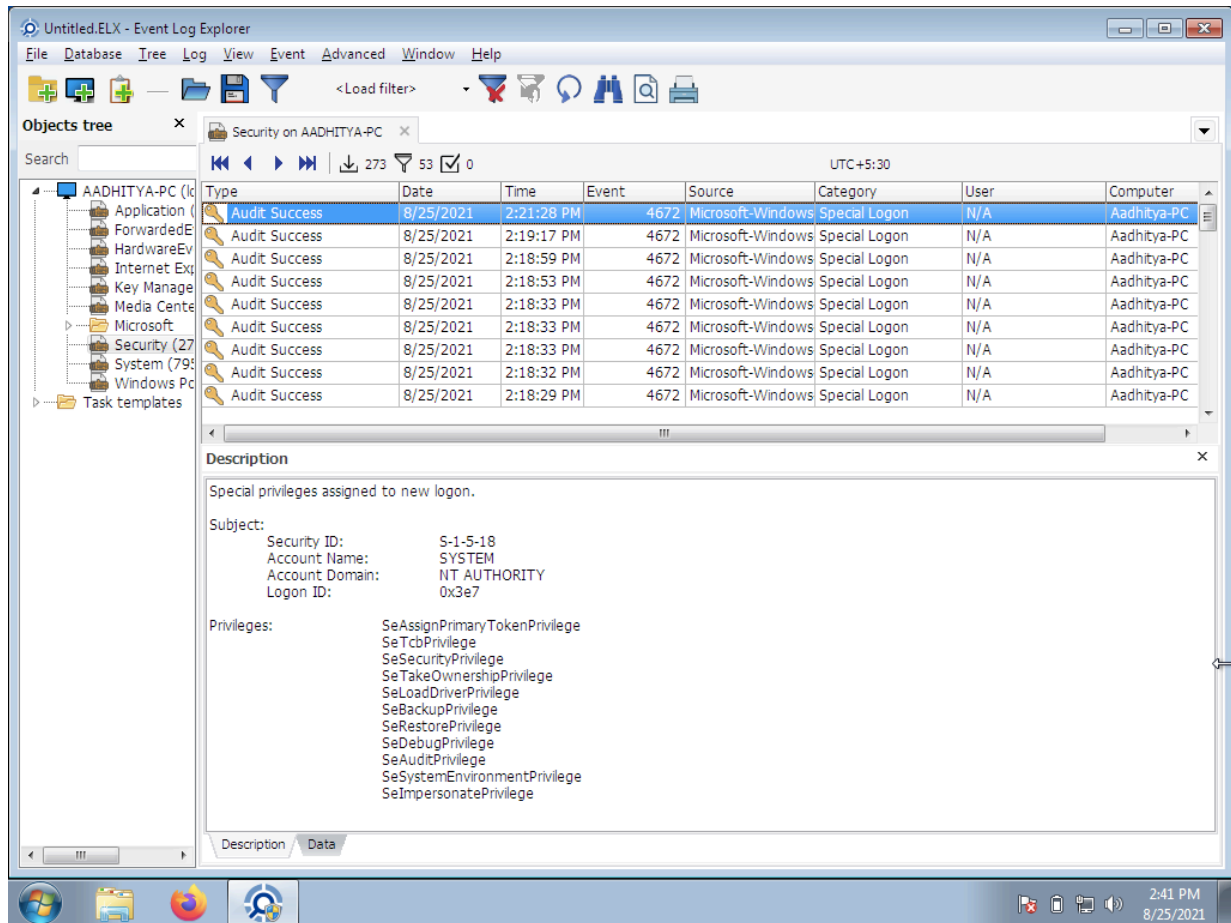 Untitled.ELX - Event Log Explorer
File Database Tree Log View Event Advanced Window Help
<Load filter>
Objects tree
Security on AADHITYA-PC
Search
273 53 0 UTC+5:30
AADHITYA-PC (lc
Application (
ForwardedE
HardwareEv
Internet Exp
Key Manage
Media Cente
Microsoft
Security (27
System (795
Windows Po
Task templates
Type Date Time Event Source Category User Computer
Audit Success 8/25/2021 2:21:28 PM 4672 Microsoft-Windows Special Logon N/A Aadhitya-PC
Audit Success 8/25/2021 2:19:17 PM 4672 Microsoft-Windows Special Logon N/A Aadhitya-PC
Audit Success 8/25/2021 2:18:59 PM 4672 Microsoft-Windows Special Logon N/A Aadhitya-PC
Audit Success 8/25/2021 2:18:53 PM 4672 Microsoft-Windows Special Logon N/A Aadhitya-PC
Audit Success 8/25/2021 2:18:33 PM 4672 Microsoft-Windows Special Logon N/A Aadhitya-PC
Audit Success 8/25/2021 2:18:33 PM 4672 Microsoft-Windows Special Logon N/A Aadhitya-PC
Audit Success 8/25/2021 2:18:33 PM 4672 Microsoft-Windows Special Logon N/A Aadhitya-PC
Audit Success 8/25/2021 2:18:32 PM 4672 Microsoft-Windows Special Logon N/A Aadhitya-PC
Audit Success 8/25/2021 2:18:29 PM 4672 Microsoft-Windows Special Logon N/A Aadhitya-PC
Description
Special privileges assigned to new logon.
Subject:
Security ID: S-1-5-18
Account Name: SYSTEM
Account Domain: NT AUTHORITY
Logon ID: 0x3e7
Privileges: SeAssignPrimaryTokenPrivilege
SeTcbPrivilege
SeSecurityPrivilege
SeTakeOwnershipPrivilege
SeLoadDriverPrivilege
SeBackupPrivilege
SeRestorePrivilege
SeDebugPrivilege
SeAuditPrivilege
SeSystemEnvironmentPrivilege
SeImpersonatePrivilege
Description Data
2:41 PM
8/25/2021